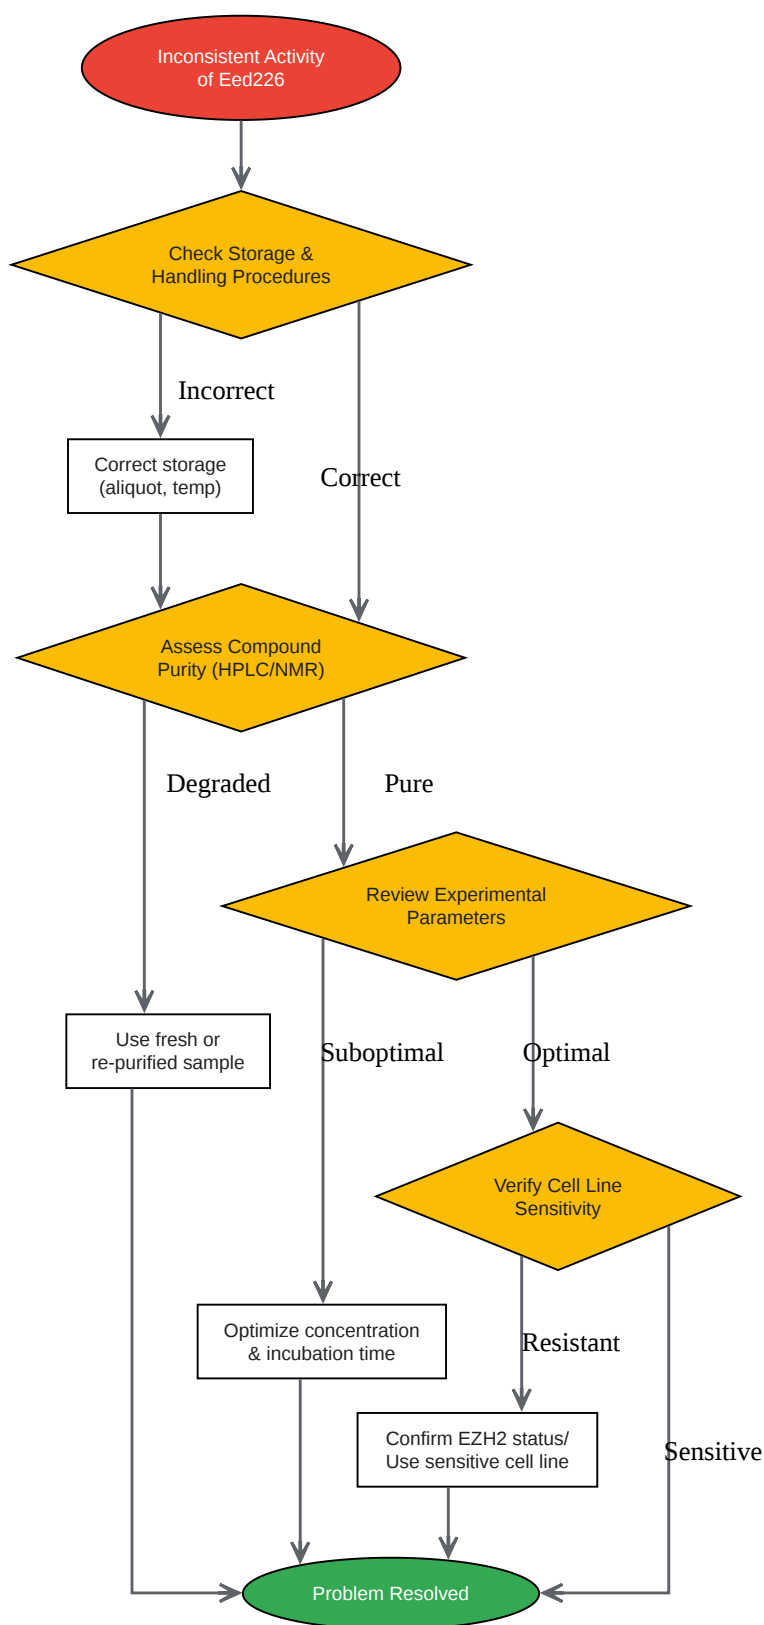 Inconsistent Activity
of Eed226
Check Storage &
Handling Procedures
Incorrect
Correct storage
(aliquot, temp)
Correct
Assess Compound
Purity (HPLC/NMR)
Degraded
Pure
Review Experimental
Parameters
Use fresh or
re-purified sample
Suboptimal
Optimal
Verify Cell Line
Sensitivity
Optimize concentration
& incubation time
Resistant
Confirm EZH2 status/
Use sensitive cell line
Sensitive
Problem Resolved